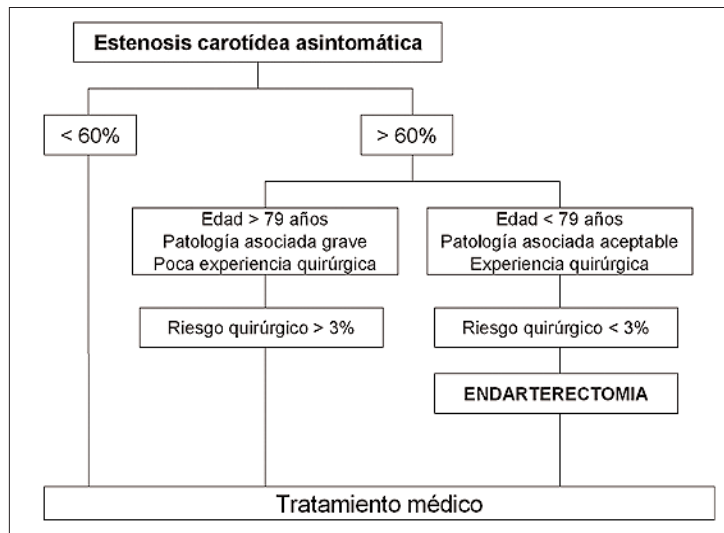 Estenosis carotídea asintomática
< 60%
> 60%
Edad > 79 años
Patología asociada grave
Poca experiencia quirúrgica
Edad < 79 años
Patología asociada aceptable
Experiencia quirúrgica
Riesgo quirúrgico > 3%
Riesgo quirúrgico < 3%
ENDARTERECTOMIA
Tratamiento médico